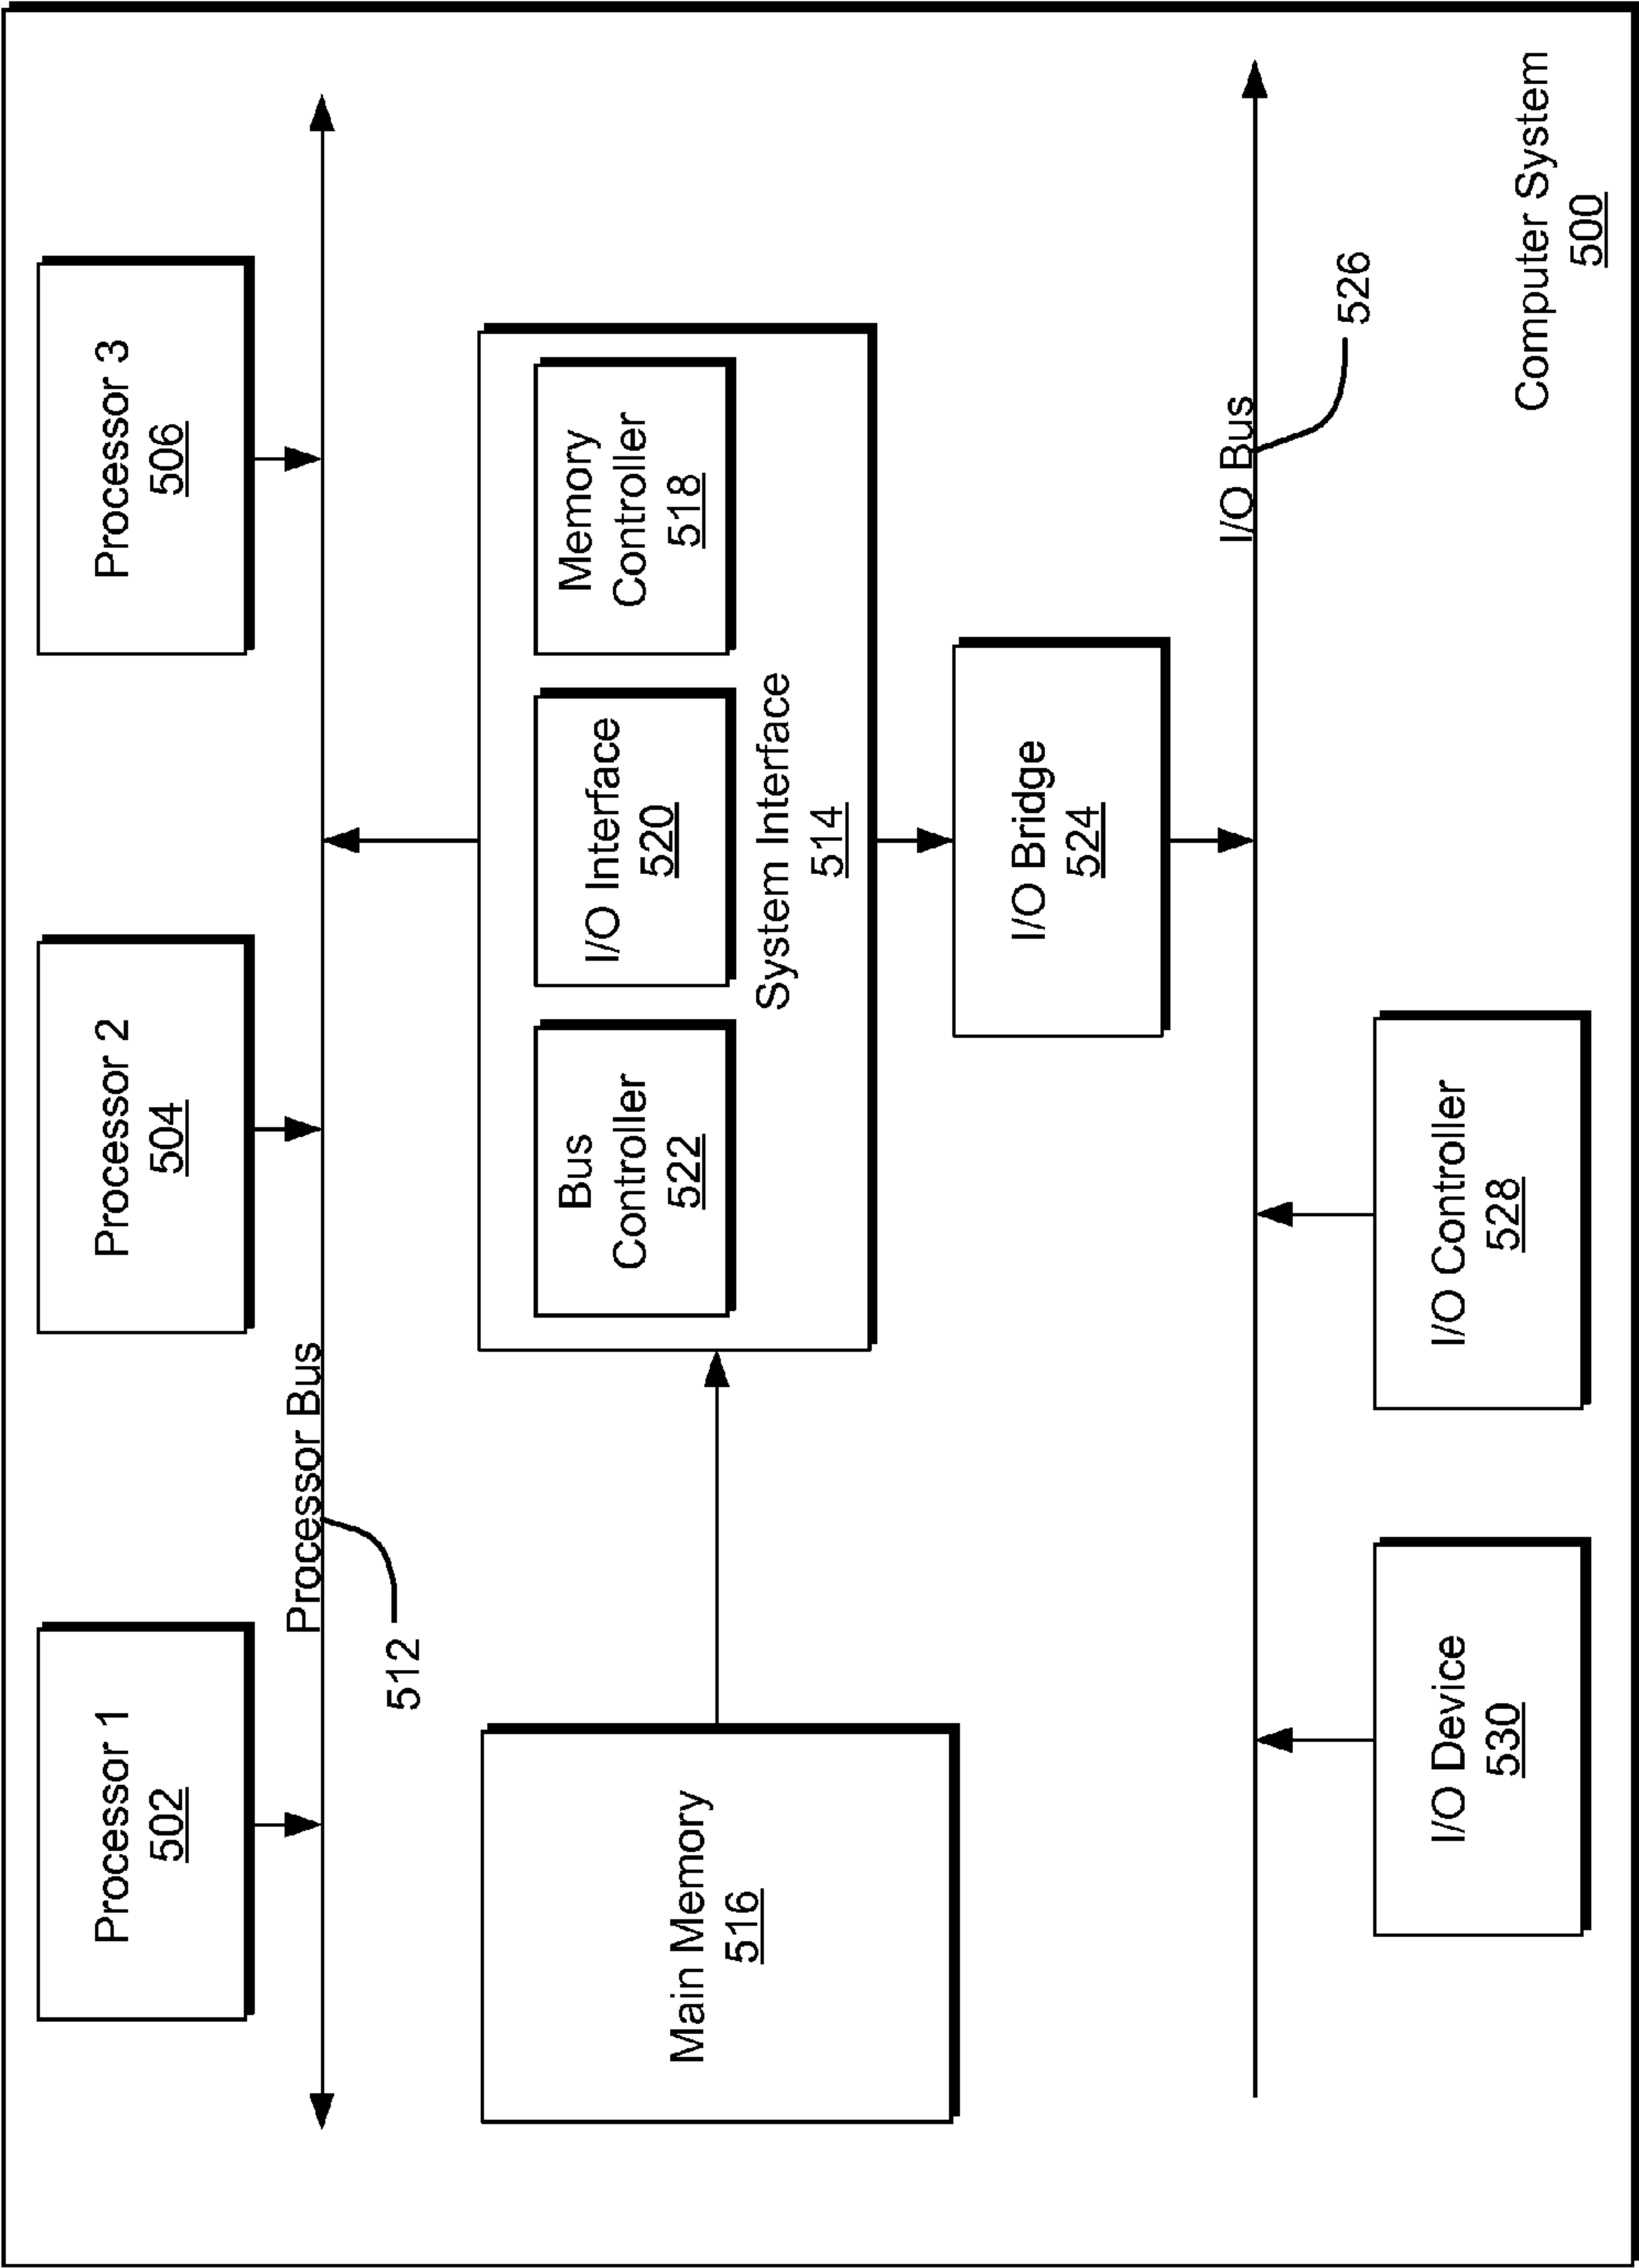 Processor 1
502
Processor 2
504
Processor 3
506
Processor Bus
512
Main Memory
516
Bus
Controller
522
I/O Interface
520
Memory
Controller
518
System Interface
514
I/O Bridge
524
I/O Bus
526
I/O Device
530
I/O Controller
528
Computer System
500